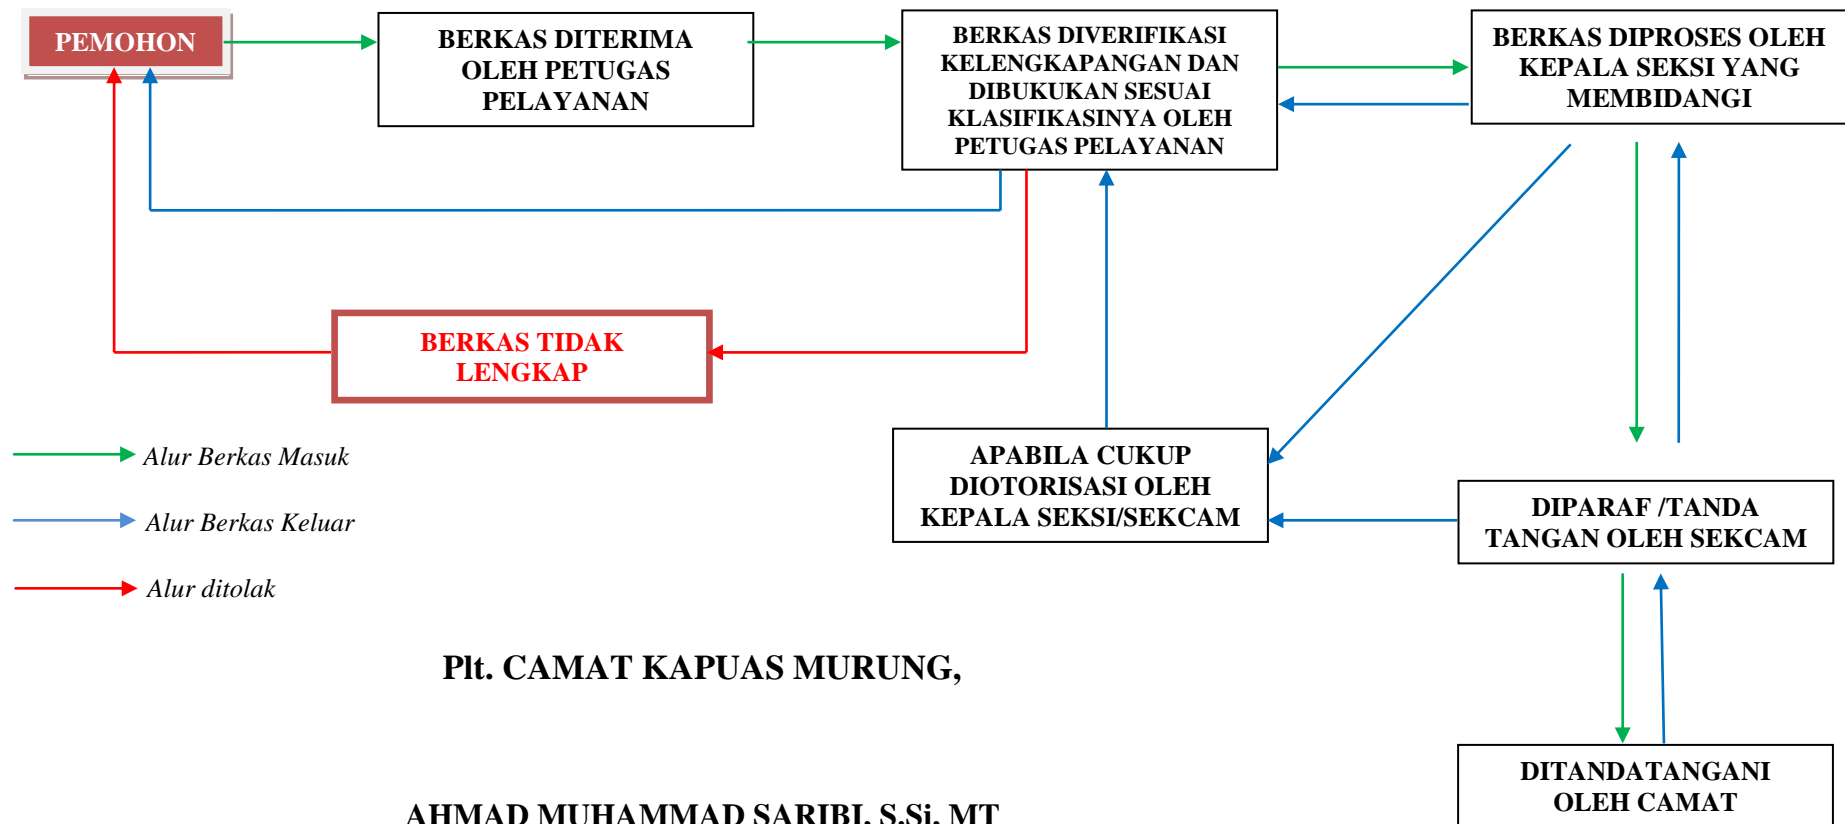 PEMOHON
BERKAS DITERIMA
OLEH PETUGAS
PELAYANAN
BERKAS DIVERIFIKASI
KELENGKAPANGAN DAN
DIBUKUKAN SESUAI
KLASIFIKASINYA OLEH
PETUGAS PELAYANAN
BERKAS DIPROSES OLEH
KEPALA SEKSI YANG
MEMBIDANGI
BERKAS TIDAK
LENGKAP
APABILA CUKUP
DIOTORISASI OLEH
KEPALA SEKSI/SEKCAM
DIPARAF /TANDA
TANGAN OLEH SEKCAM
DITANDATANGANI
OLEH CAMAT
Alur Berkas Masuk
Alur Berkas Keluar
Alur ditolak
Plt. CAMAT KAPUAS MURUNG,
AHMAD MUHAMMAD SARIBI, S.Si, MT